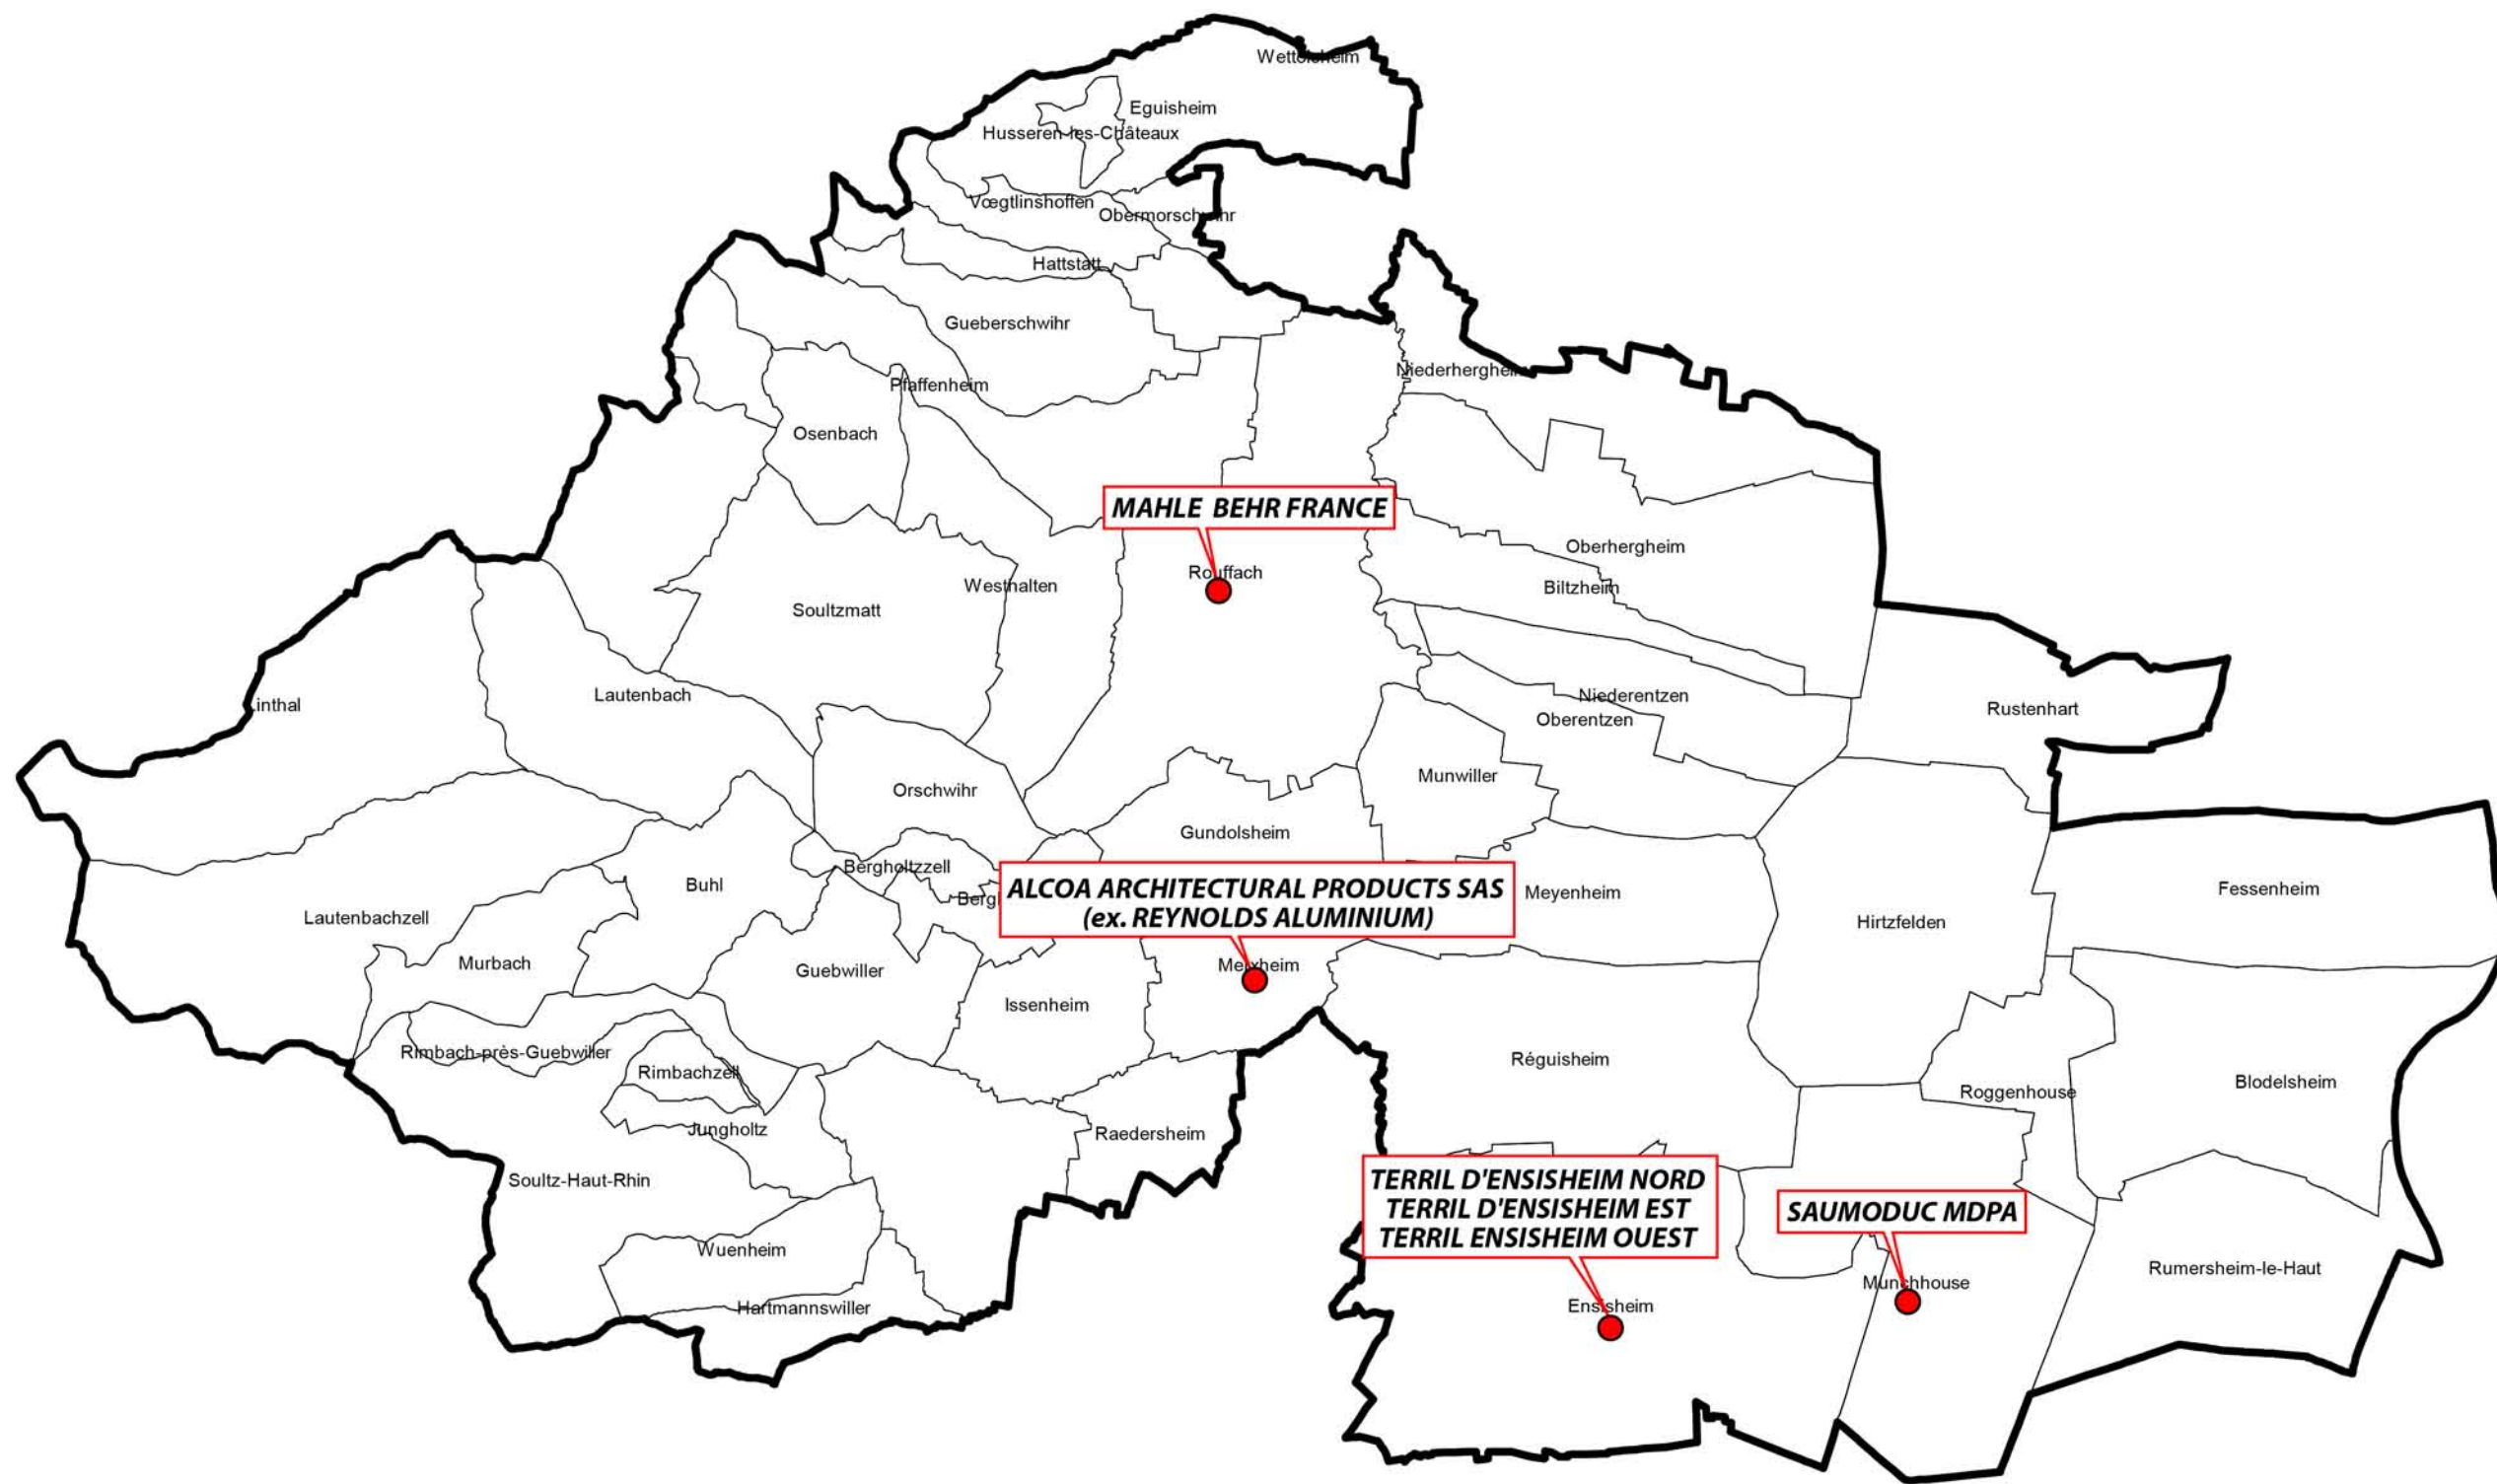 Wettolsheim
Eguisheim
Husseren-les-Châteaux
Vœgtlinshoffen
Obermorschwihr
Hattstatt
Gueberschwihr
Niederhergheim
Pfaffenheim
Osenbach
MAHLE BEHR FRANCE
Oberhergheim
Rouffach
Westhalten
Biltzheim
Soultzmatt
Lautenbach
Niederentzen
Linthal
Rustenhart
Oberentzen
Munwiller
Orschwihr
Gundolsheim
Bergholtzzell
Buhl
ALCOA ARCHITECTURAL PRODUCTS SAS
(ex. REYNOLDS ALUMINIUM)
Fessenheim
Meyenheim
Bergh
Lautenbachzell
Hirtzfelden
Murbach
Merxheim
Guebwiller
Issenheim
Rimbach-près-Guebwiller
Réguisheim
Rimbachzell
Blodelsheim
Roggenhouse
Jungholtz
Raedersheim
Soultz-Haut-Rhin
TERRIL D'ENSISHEIM NORD
TERRIL D'ENSISHEIM EST
TERRIL ENSISHEIM OUEST
SAUMODUC MDPA
Wuenheim
Rumersheim-le-Haut
Munchhouse
Hartmannswiller
Ensisheim